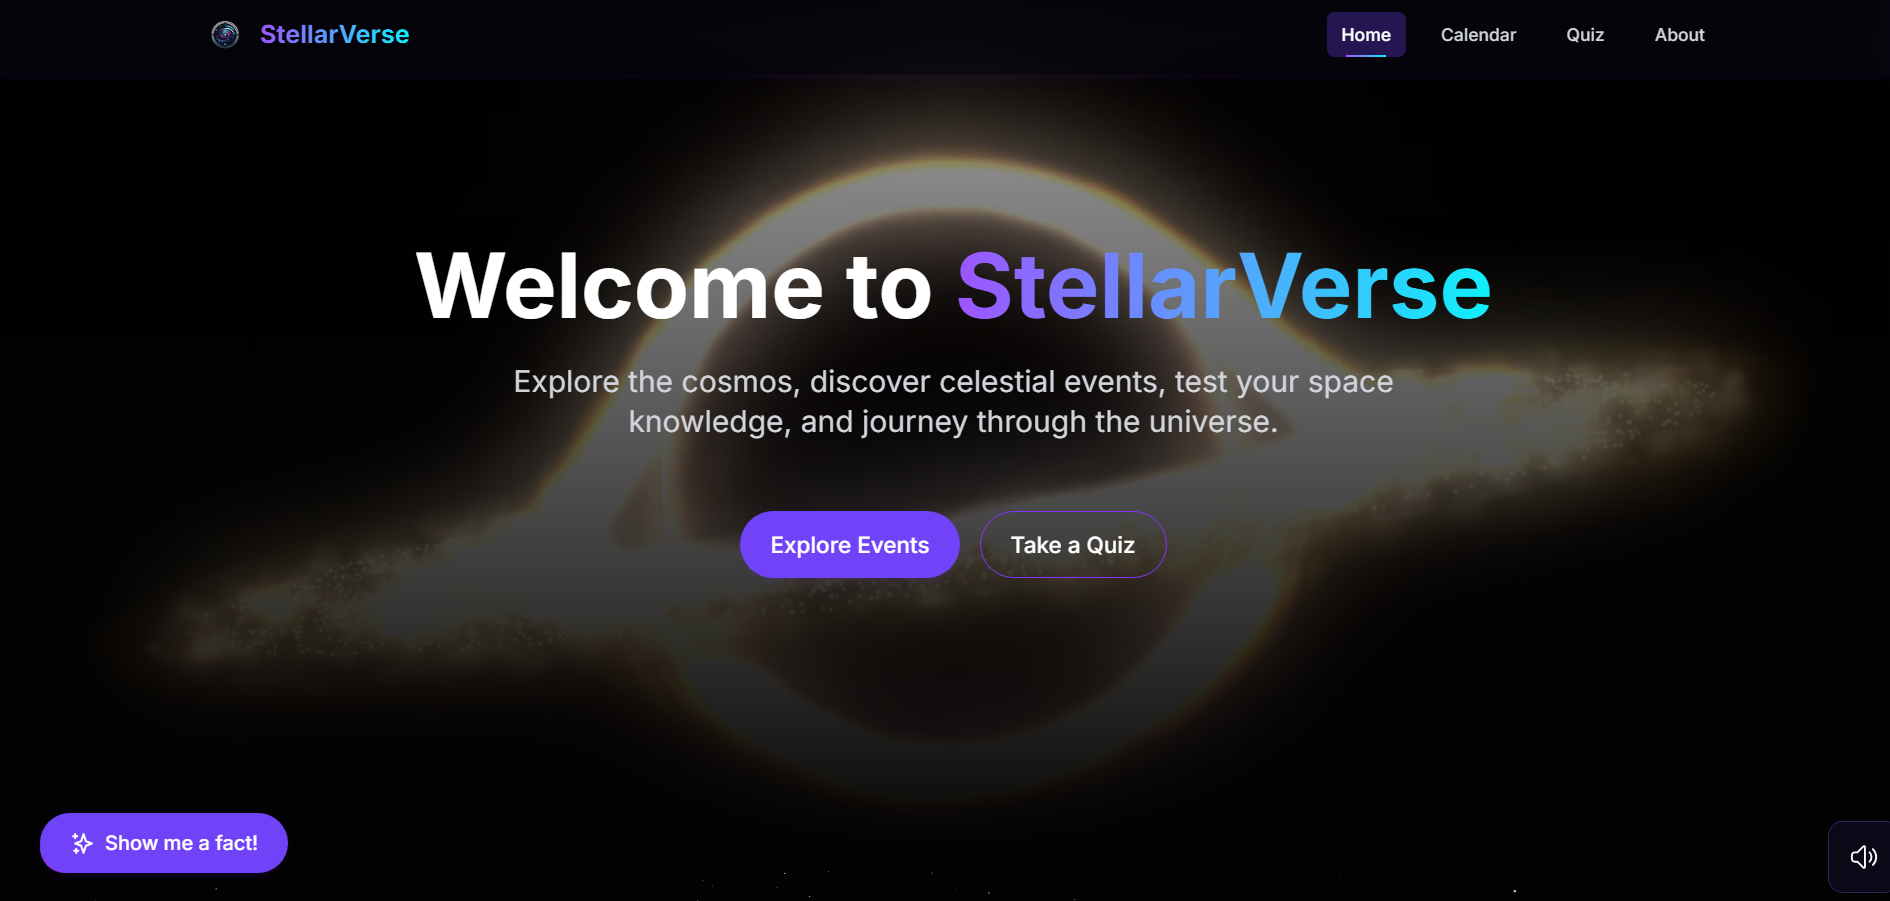 StellarVerse
Home
Calendar
Quiz
About
Welcome to StellarVerse
Explore the cosmos, discover celestial events, test your space
knowledge, and journey through the universe.
Explore Events
Take a Quiz
Show me a fact!